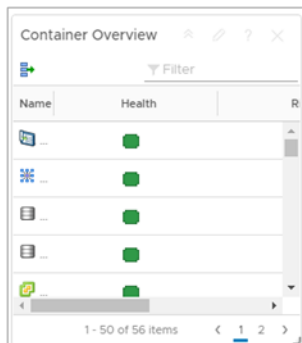 Container Overview
Filter
Name Health R
...
...
...
...
...
1 - 50 of 56 items 1 2